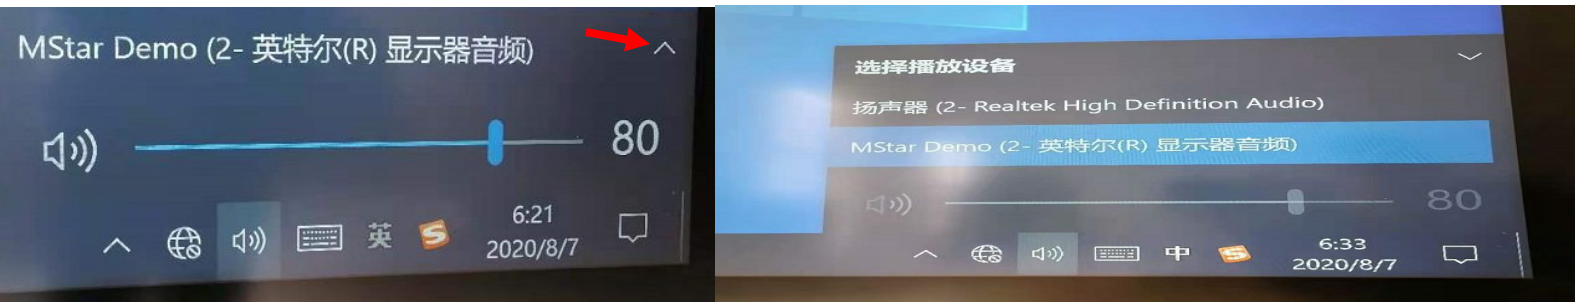 MStar Demo (2- 英特尔(R) 显示器音频)
80
英
6:21
2020/8/7
选择播放设备
扬声器 (2- Realtek High Definition Audio)
MStar Demo (2- 英特尔(R) 显示器音频)
80
中
6:33
2020/8/7